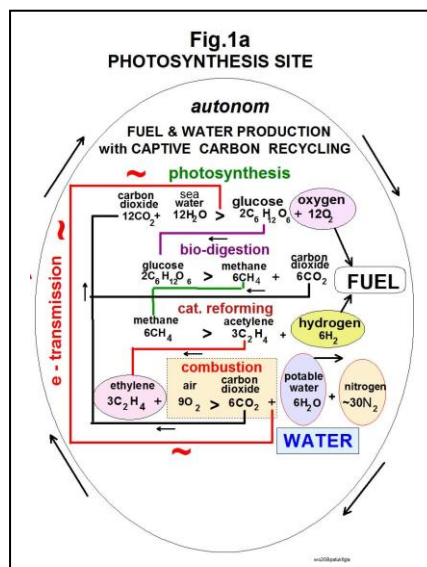 Fig.1a
PHOTOSYNTHESIS SITE
autonom
FUEL & WATER PRODUCTION
with CAPTIVE CARBON RECYCLING
photosynthesis
~
carbon dioxide 12CO₂ + sea water 12H₂O > glucose 2C₆H₁₂O₆ + oxygen 12O₂
~
bio-digestion
glucose 2C₆H₁₂O₆ > methane 6CH₄ + carbon dioxide 6CO₂
FUEL
e - transmission
cat. reforming
methane 6CH₄ > acetylene 3C₂H₄ + hydrogen 6H₂
combustion
ethylene 3C₂H₄ + air 9O₂ > carbon dioxide 6CO₂ + potable water 6H₂O + nitrogen ~30N₂
WATER
~